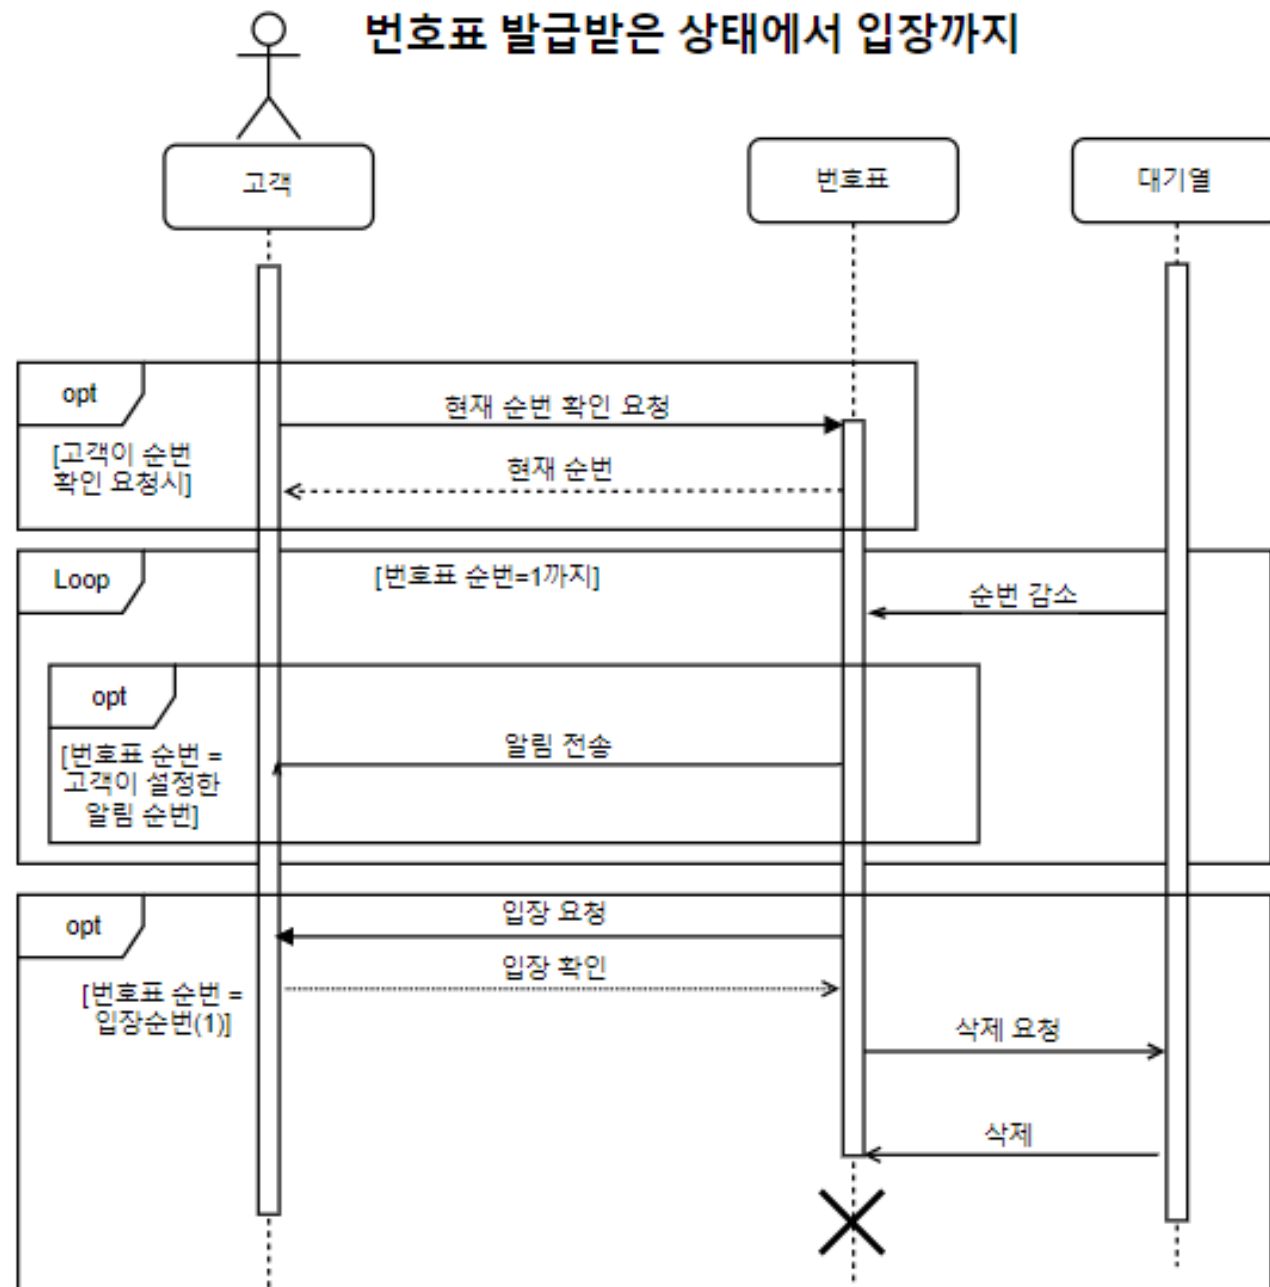 번호표 발급받은 상태에서 입장까지
고객
번호표
대기열
opt
현재 순번 확인 요청
[고객이 순번
확인 요청시]
현재 순번
Loop
[번호표 순번=1까지]
순번 감소
opt
알림 전송
[번호표 순번 =
고객이 설정한
알림 순번]
opt
입장 요청
입장 확인
[번호표 순번 =
입장순번(1)]
삭제 요청
삭제